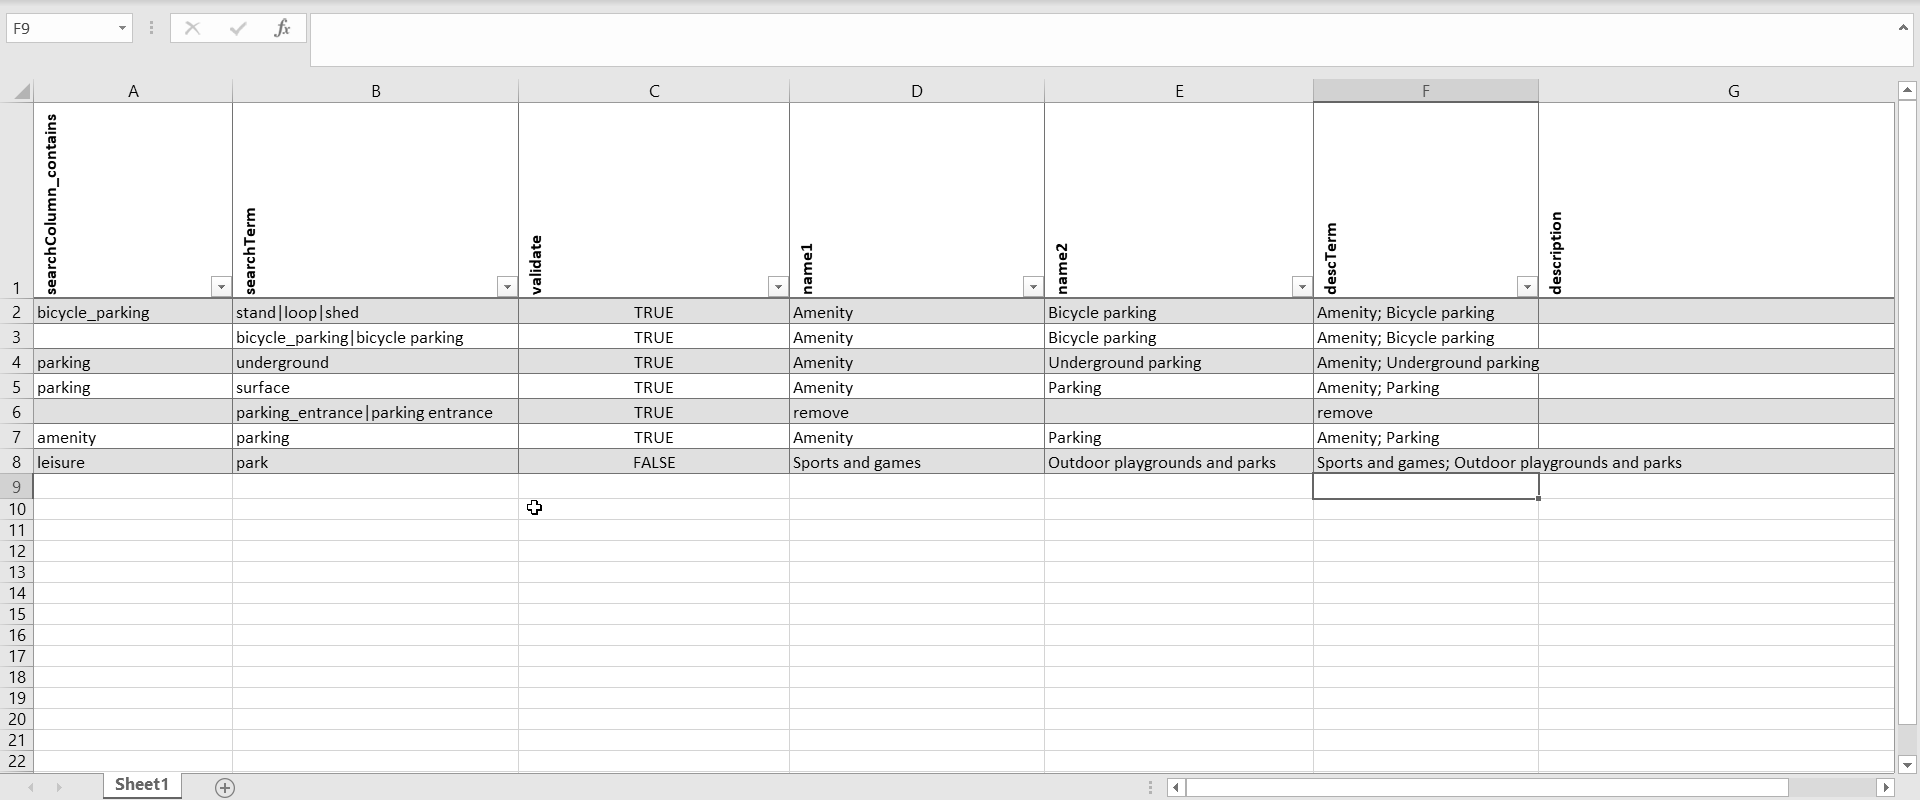 F9 fx
A B C D E F G
1 searchColumn_contains searchTerm validate name1 name2 descTerm description
2 bicycle_parking stand|loop|shed TRUE Amenity Bicycle parking Amenity; Bicycle parking
3 bicycle_parking|bicycle parking TRUE Amenity Bicycle parking Amenity; Bicycle parking
4 parking underground TRUE Amenity Underground parking Amenity; Underground parking
5 parking surface TRUE Amenity Parking Amenity; Parking
6 parking_entrance|parking entrance TRUE remove remove
7 amenity parking TRUE Amenity Parking Amenity; Parking
8 leisure park FALSE Sports and games Outdoor playgrounds and parks Sports and games; Outdoor playgrounds and parks
9
10
11
12
13
14
15
16
17
18
19
20
21
22
Sheet1